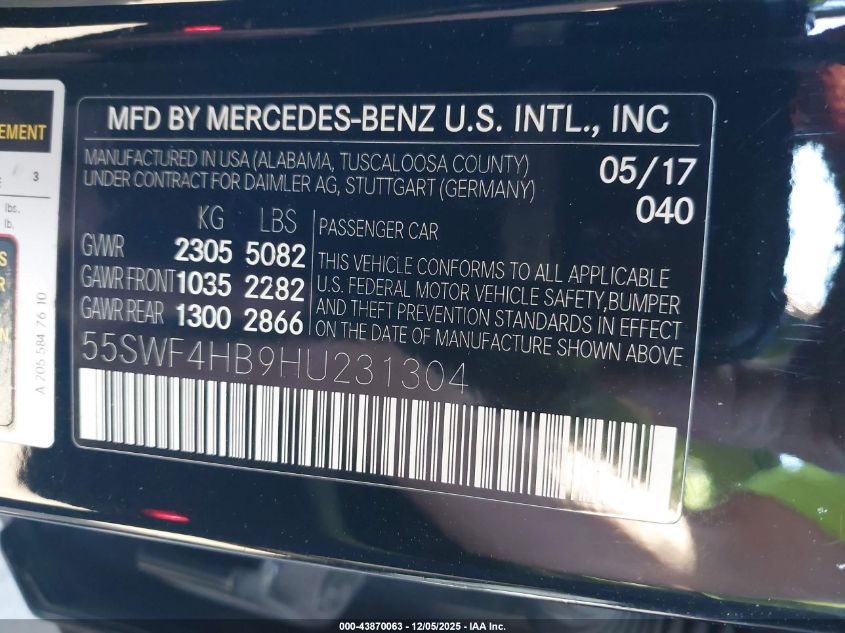 EMENT
3
lbs.
lb.
S
R
N
A 205 584 76 10
MFD BY MERCEDES-BENZ U.S. INTL., INC
MANUFACTURED IN USA (ALABAMA, TUSCALOOSA COUNTY)
UNDER CONTRACT FOR DAIMLER AG, STUTTGART (GERMANY)
05/17
040
KG LBS
GVWR 2305 5082
GAWR FRONT 1035 2282
GAWR REAR 1300 2866
PASSENGER CAR
THIS VEHICLE CONFORMS TO ALL APPLICABLE
U.S. FEDERAL MOTOR VEHICLE SAFETY,BUMPER
AND THEFT PREVENTION STANDARDS IN EFFECT
ON THE DATE OF MANUFACTURE SHOWN ABOVE
55SWF4HB9HU231304
000-43870063 - 12/05/2025 - IAA Inc.